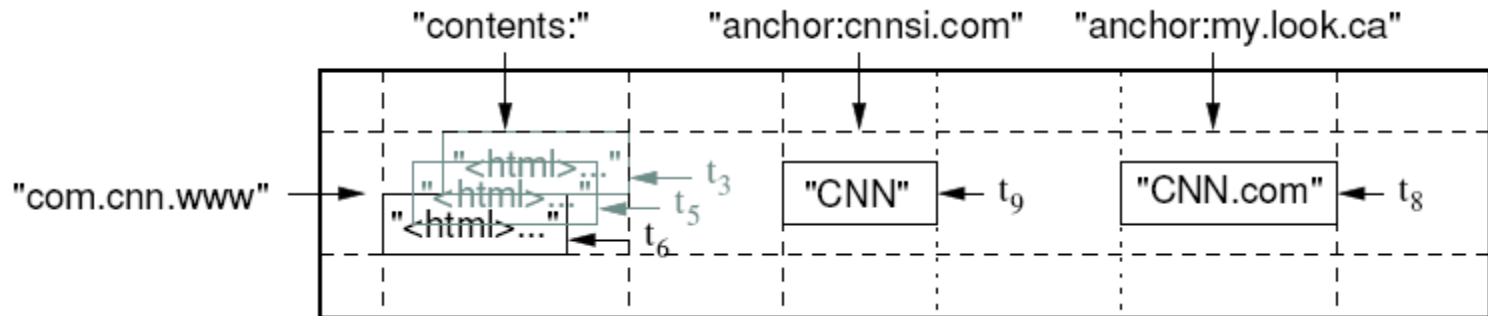 "contents:" "anchor:cnnsi.com" "anchor:my.look.ca"
"<html>..." t3
"com.cnn.www" "<html>..." t5 "CNN" t9 "CNN.com" t8
"<html>..." t6